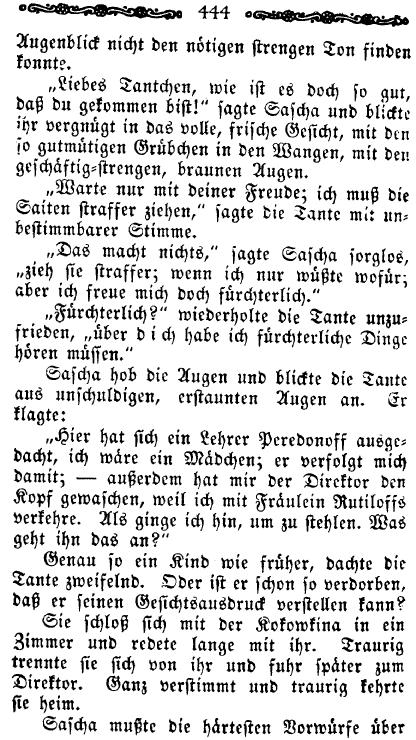 444
Augenblick nicht den nötigen strengen Ton finden
konnte.
„Liebes Tantchen, wie ist es doch so gut,
daß du gekommen bist!“ sagte Sascha und blickte
ihr vergnügt in das volle, frische Gesicht, mit den
so gutmütigen Grübchen in den Wangen, mit den
geschäftig-strengen, braunen Augen.
„Warte nur mit deiner Freude; ich muß die
Saiten straffer ziehen,“ sagte die Tante mit un-
bestimmbarer Stimme.
„Das macht nichts,“ sagte Sascha sorglos,
„zieh sie straffer; wenn ich nur wüßte wofür;
aber ich freue mich doch fürchterlich.“
„Fürchterlich?“ wiederholte die Tante unzu-
frieden, „über dich habe ich fürchterliche Dinge
hören müssen.“
Sascha hob die Augen und blickte die Tante
aus unschuldigen, erstaunten Augen an. Er
klagte:
„Hier hat sich ein Lehrer Peredonoff ausge-
dacht, ich wäre ein Mädchen; er verfolgt mich
damit; — außerdem hat mir der Direktor den
Kopf gewaschen, weil ich mit Fräulein Rutiloffs
verkehre. Als ginge ich hin, um zu stehlen. Was
geht ihn das an?“
Genau so ein Kind wie früher, dachte die
Tante zweifelnd. Oder ist er schon so verdorben,
daß er seinen Gesichtsausdruck verstellen kann?
Sie schloß sich mit der Kokowkina in ein
Zimmer und redete lange mit ihr. Traurig
trennte sie sich von ihr und fuhr später zum
Direktor. Ganz verstimmt und traurig kehrte
sie heim.
Sascha mußte die härtesten Vorwürfe über